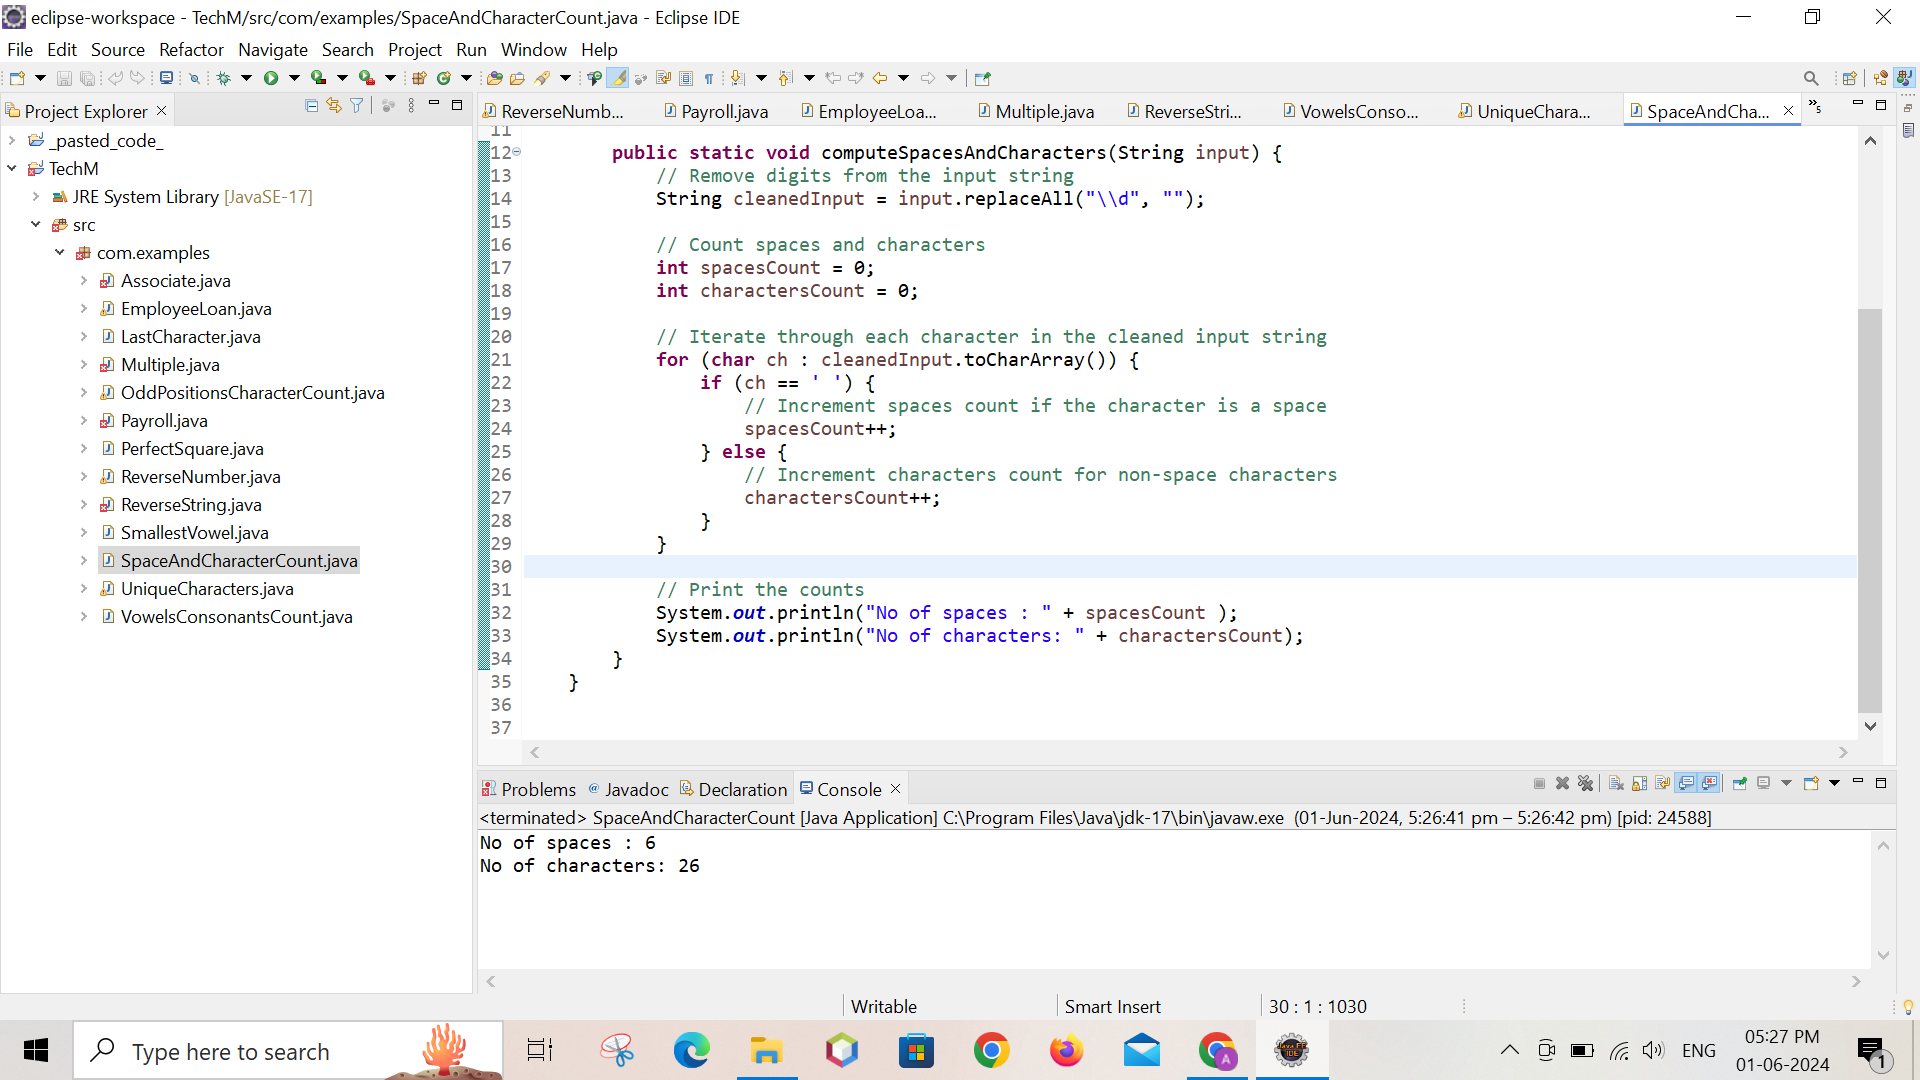 eclipse-workspace - TechM/src/com/examples/SpaceAndCharacterCount.java - Eclipse IDE
File Edit Source Refactor Navigate Search Project Run Window Help
Project Explorer
_pasted_code_
TechM
JRE System Library [JavaSE-17]
src
com.examples
Associate.java
EmployeeLoan.java
LastCharacter.java
Multiple.java
OddPositionsCharacterCount.java
Payroll.java
PerfectSquare.java
ReverseNumber.java
ReverseString.java
SmallestVowel.java
SpaceAndCharacterCount.java
UniqueCharacters.java
VowelsConsonantsCount.java
ReverseNumb... Payroll.java EmployeeLoa... Multiple.java ReverseStri... VowelsConso... UniqueChara... SpaceAndCha... »5
11
12 public static void computeSpacesAndCharacters(String input) {
13 // Remove digits from the input string
14 String cleanedInput = input.replaceAll("\\d", "");
15
16 // Count spaces and characters
17 int spacesCount = 0;
18 int charactersCount = 0;
19
20 // Iterate through each character in the cleaned input string
21 for (char ch : cleanedInput.toCharArray()) {
22 if (ch == ' ') {
23 // Increment spaces count if the character is a space
24 spacesCount++;
25 } else {
26 // Increment characters count for non-space characters
27 charactersCount++;
28 }
29 }
30
31 // Print the counts
32 System.out.println("No of spaces : " + spacesCount );
33 System.out.println("No of characters: " + charactersCount);
34 }
35 }
36
37
Problems @ Javadoc Declaration Console
<terminated> SpaceAndCharacterCount [Java Application] C:\Program Files\Java\jdk-17\bin\javaw.exe (01-Jun-2024, 5:26:41 pm – 5:26:42 pm) [pid: 24588]
No of spaces : 6
No of characters: 26
Writable Smart Insert 30 : 1 : 1030
Type here to search
A
Java EE
IDE
ENG
05:27 PM
01-06-2024
1